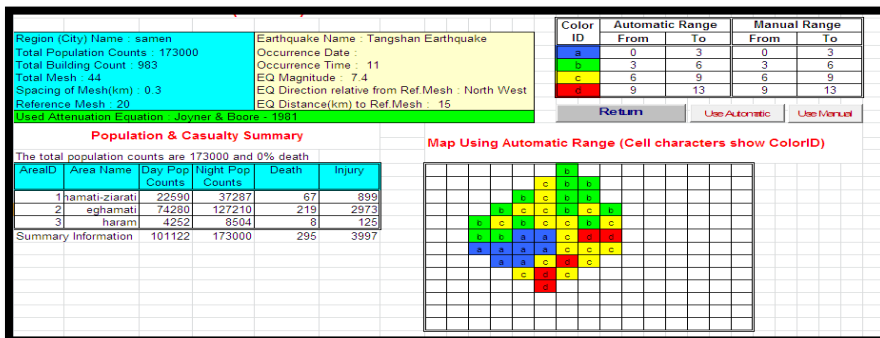 Region (City) Name : samen
Total Population Counts : 173000
Total Building Count : 983
Total Mesh : 44
Spacing of Mesh(km) : 0.3
Reference Mesh : 20
Earthquake Name : Tangshan Earthquake
Occurrence Date :
Occurrence Time : 11
EQ Magnitude : 7.4
EQ Direction relative from Ref.Mesh : North West
EQ Distance(km) to Ref.Mesh : 15
Used Attenuation Equation : Joyner & Boore - 1981
Color ID Automatic Range Manual Range
From To From To
a 0 3 0 3
b 3 6 3 6
c 6 9 6 9
d 9 13 9 13
Return Use Automatic Use Manual
Population & Casualty Summary
The total population counts are 173000 and 0% death
AreaID Area Name Day Pop Counts Night Pop Counts Death Injury
1 hamati-ziarati 22590 37287 67 899
2 eghamati 74280 127210 219 2973
3 haram 4252 8504 8 125
Summary Information 101122 173000 295 3997
Map Using Automatic Range (Cell characters show ColorID)
b
c b b
b c b b
b c c b c b
b c b c c c b c
b b a a c d d
a a a a c c c
a a c d c
c d c
d